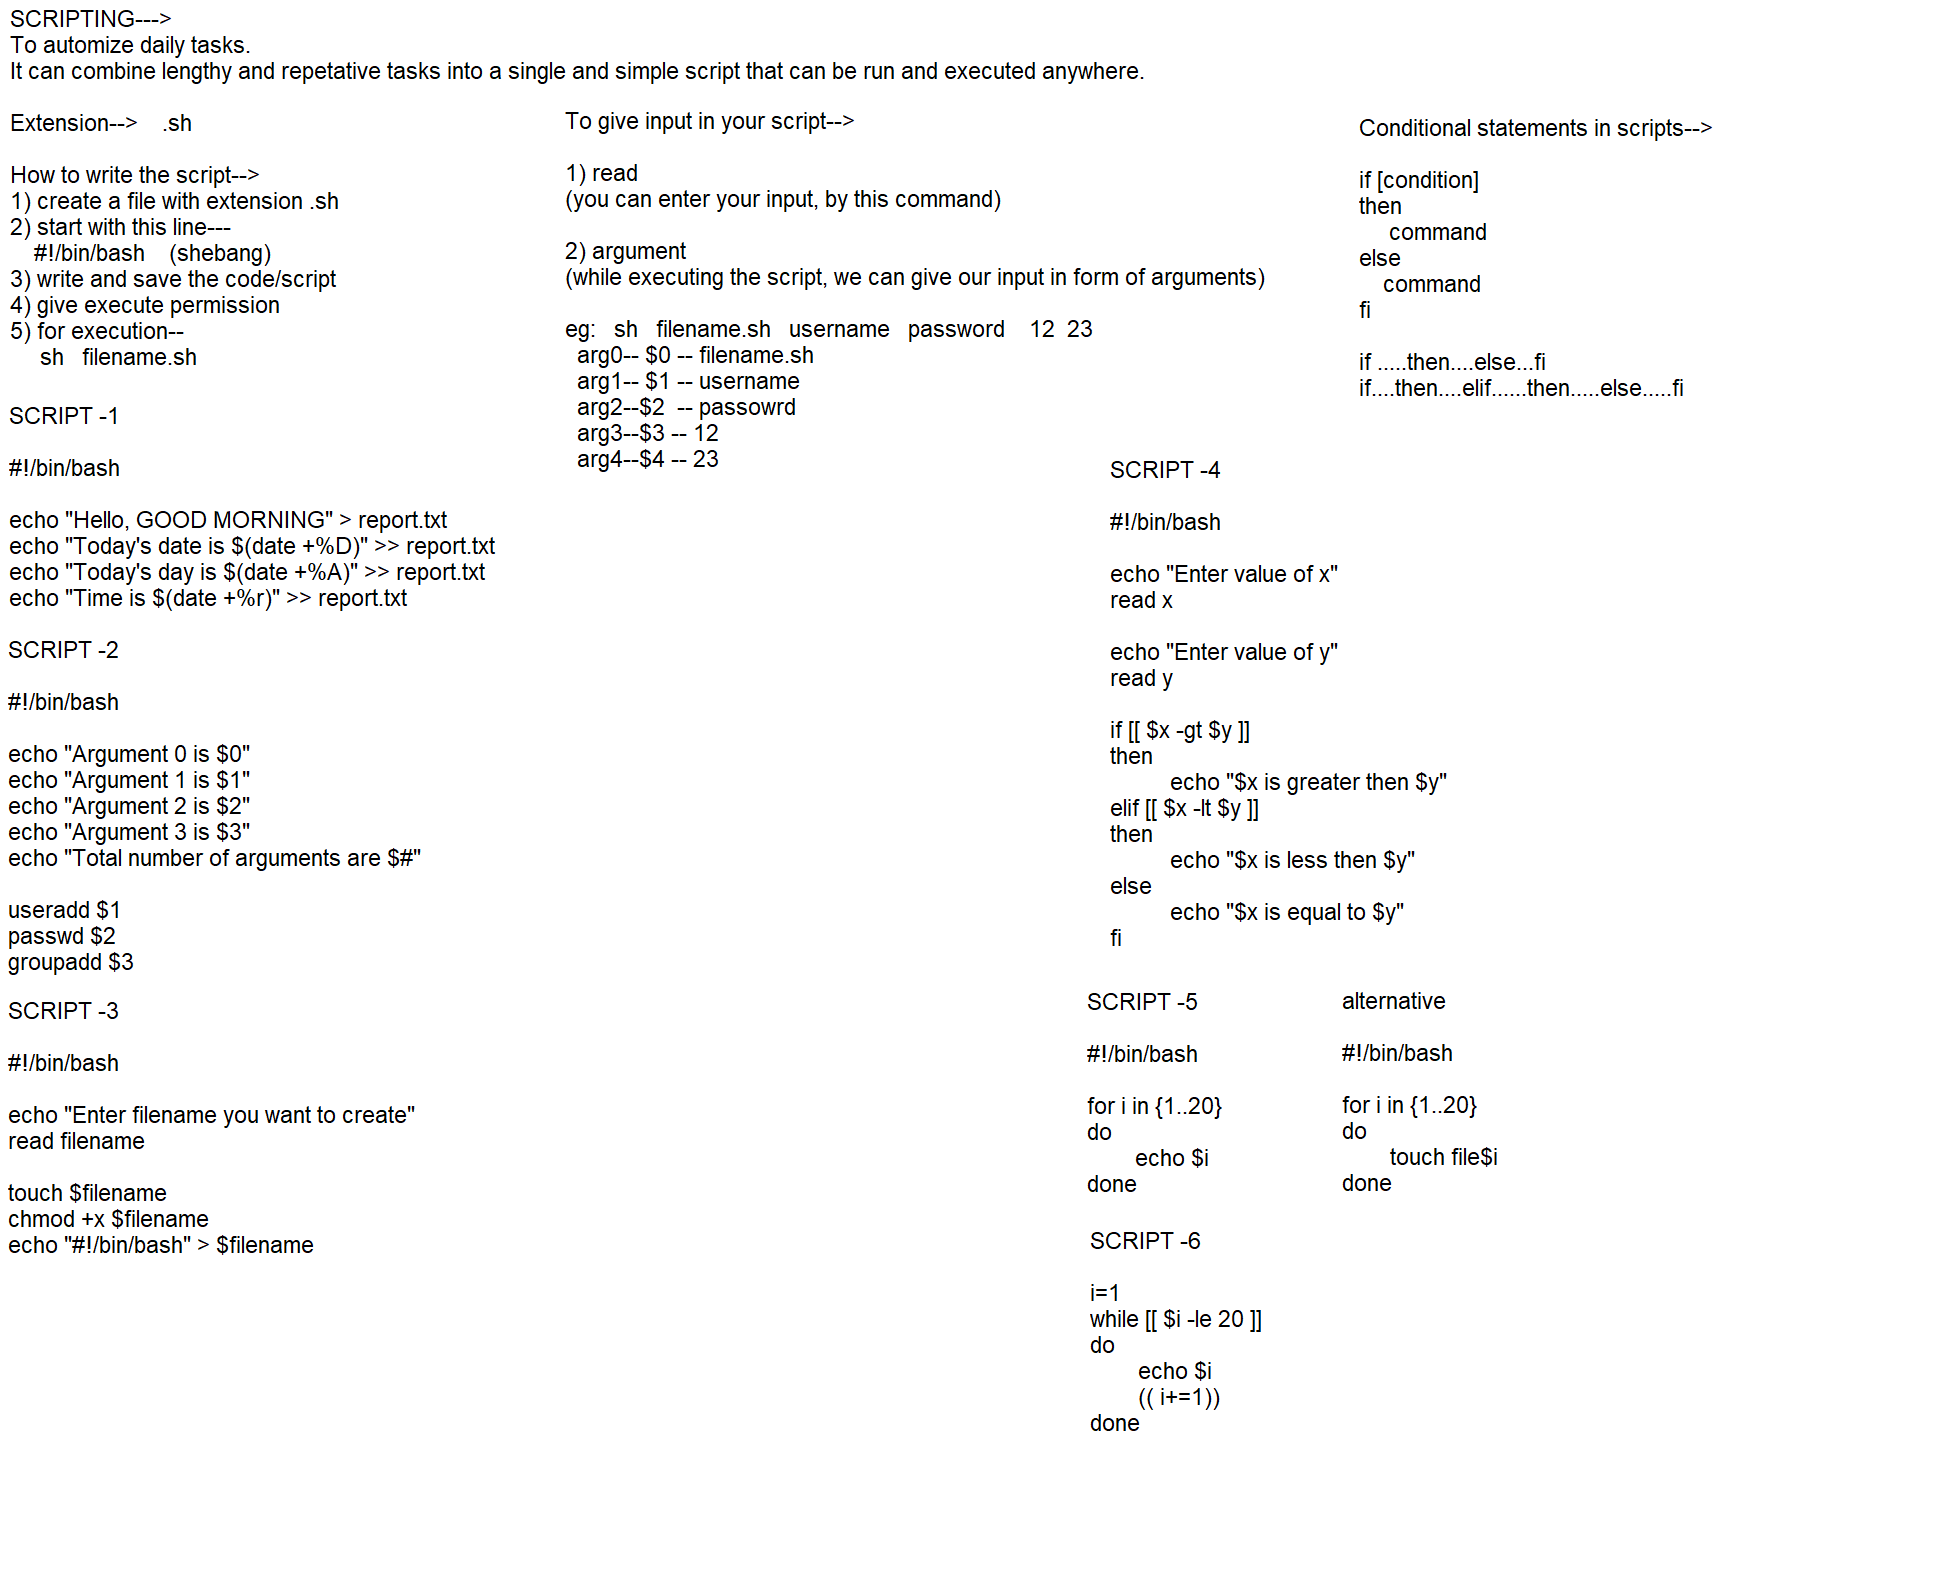 SCRIPTING--->
To automize daily tasks.
It can combine lengthy and repetative tasks into a single and simple script that can be run and executed anywhere.
Extension-->    .sh
How to write the script-->
1) create a file with extension .sh
2) start with this line---
#!/bin/bash    (shebang)
3) write and save the code/script
4) give execute permission
5) for execution--
sh   filename.sh
SCRIPT -1
#!/bin/bash
echo "Hello, GOOD MORNING" > report.txt
echo "Today's date is $(date +%D)" >> report.txt
echo "Today's day is $(date +%A)" >> report.txt
echo "Time is $(date +%r)" >> report.txt
SCRIPT -2
#!/bin/bash
echo "Argument 0 is $0"
echo "Argument 1 is $1"
echo "Argument 2 is $2"
echo "Argument 3 is $3"
echo "Total number of arguments are $#"
useradd $1
passwd $2
groupadd $3
SCRIPT -3
#!/bin/bash
echo "Enter filename you want to create"
read filename
touch $filename
chmod +x $filename
echo "#!/bin/bash" > $filename
To give input in your script-->
1) read
(you can enter your input, by this command)
2) argument
(while executing the script, we can give our input in form of arguments)
eg:   sh   filename.sh   username   password    12  23
arg0-- $0 -- filename.sh
arg1-- $1 -- username
arg2--$2  -- passowrd
arg3--$3 -- 12
arg4--$4 -- 23
Conditional statements in scripts-->
if [condition]
then
command
else
command
fi
if .....then....else...fi
if....then....elif......then.....else.....fi
SCRIPT -4
#!/bin/bash
echo "Enter value of x"
read x
echo "Enter value of y"
read y
if [[ $x -gt $y ]]
then
echo "$x is greater then $y"
elif [[ $x -lt $y ]]
then
echo "$x is less then $y"
else
echo "$x is equal to $y"
fi
SCRIPT -5
#!/bin/bash
for i in {1..20}
do
echo $i
done
alternative
#!/bin/bash
for i in {1..20}
do
touch file$i
done
SCRIPT -6
i=1
while [[ $i -le 20 ]]
do
echo $i
(( i+=1))
done